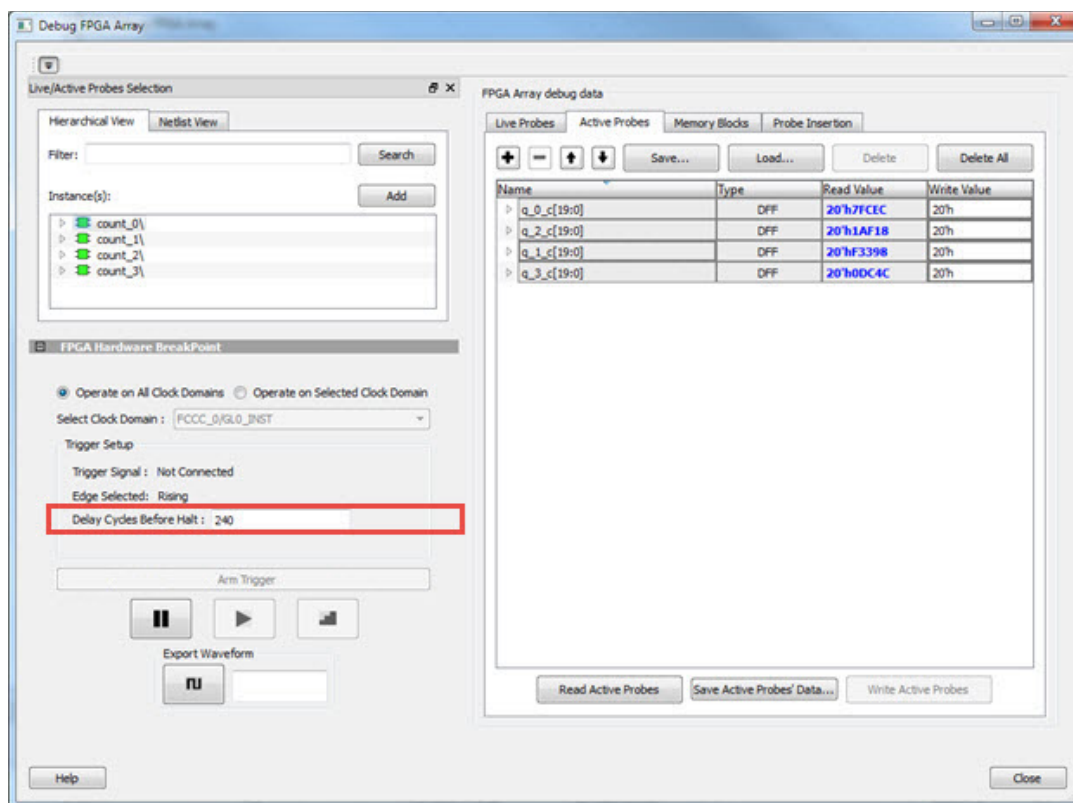 Debug FPGA Array
Live/Active Probes Selection
Hierarchical View Netlist View
Filter: Search
Instance(s): Add
count_0\
count_1\
count_2\
count_3\
FPGA Hardware BreakPoint
Operate on All Clock Domains Operate on Selected Clock Domain
Select Clock Domain : FCCC_0/GL0_INST
Trigger Setup
Trigger Signal : Not Connected
Edge Selected: Rising
Delay Cycles Before Halt : 240
Arm Trigger
Export Waveform
FPGA Array debug data
Live Probes Active Probes Memory Blocks Probe Insertion
Save... Load... Delete Delete All
Name Type Read Value Write Value
q_0_c[19:0] DFF 20'h7FCEC 20'h
q_2_c[19:0] DFF 20'h1AF18 20'h
q_1_c[19:0] DFF 20'hF3398 20'h
q_3_c[19:0] DFF 20'h0DC4C 20'h
Read Active Probes Save Active Probes' Data... Write Active Probes
Help Close